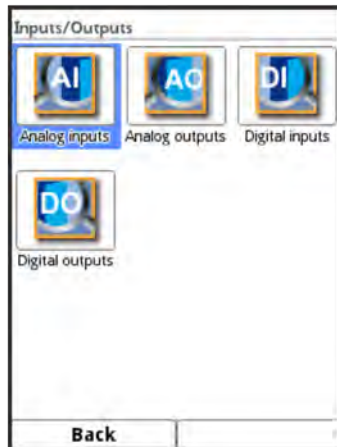 Inputs/Outputs
AI AO DI
Analog inputs Analog outputs Digital inputs
DO
Digital outputs
Back